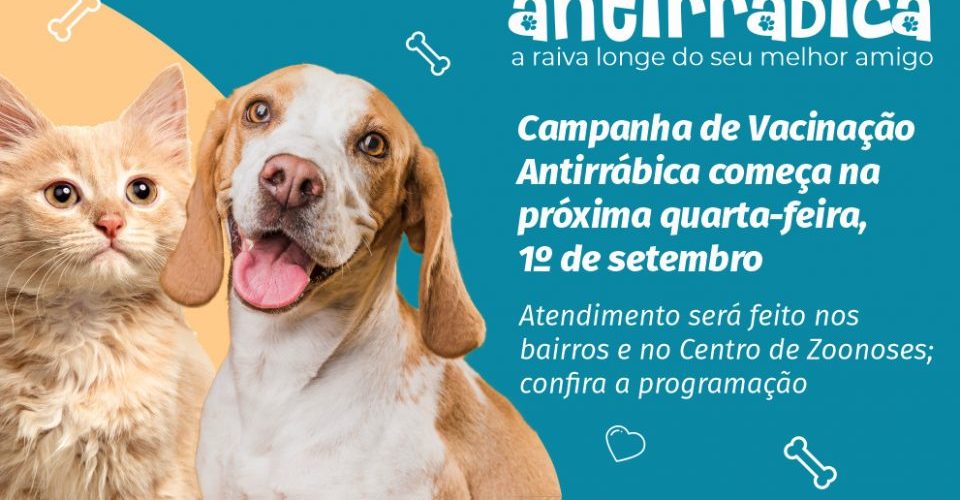 antirrábica
a raiva longe do seu melhor amigo
Campanha de Vacinação
Antirrábica começa na
próxima quarta-feira,
1º de setembro
Atendimento será feito nos
bairros e no Centro de Zoonoses;
confira a programação